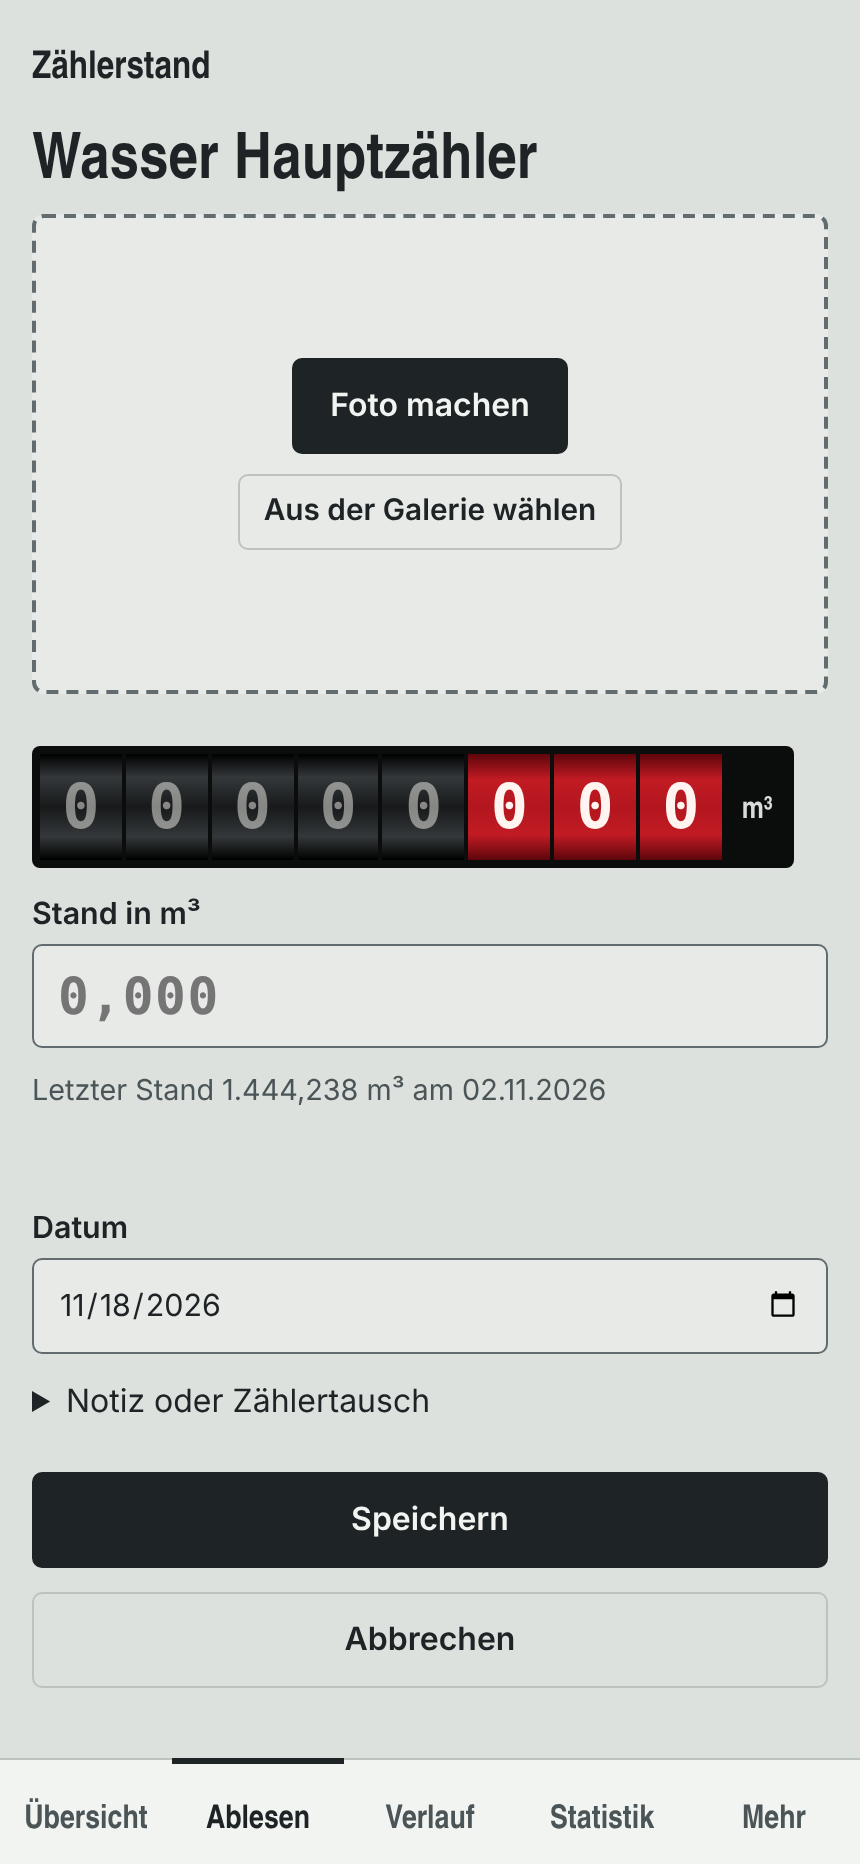 Zählerstand
Wasser Hauptzähler
Foto machen
Aus der Galerie wählen
0 0 0 0 0 0 0 0 m³
Stand in m³
0,000
Letzter Stand 1.444,238 m³ am 02.11.2026
Datum
11/18/2026
Notiz oder Zählertausch
Speichern
Abbrechen
Übersicht Ablesen Verlauf Statistik Mehr